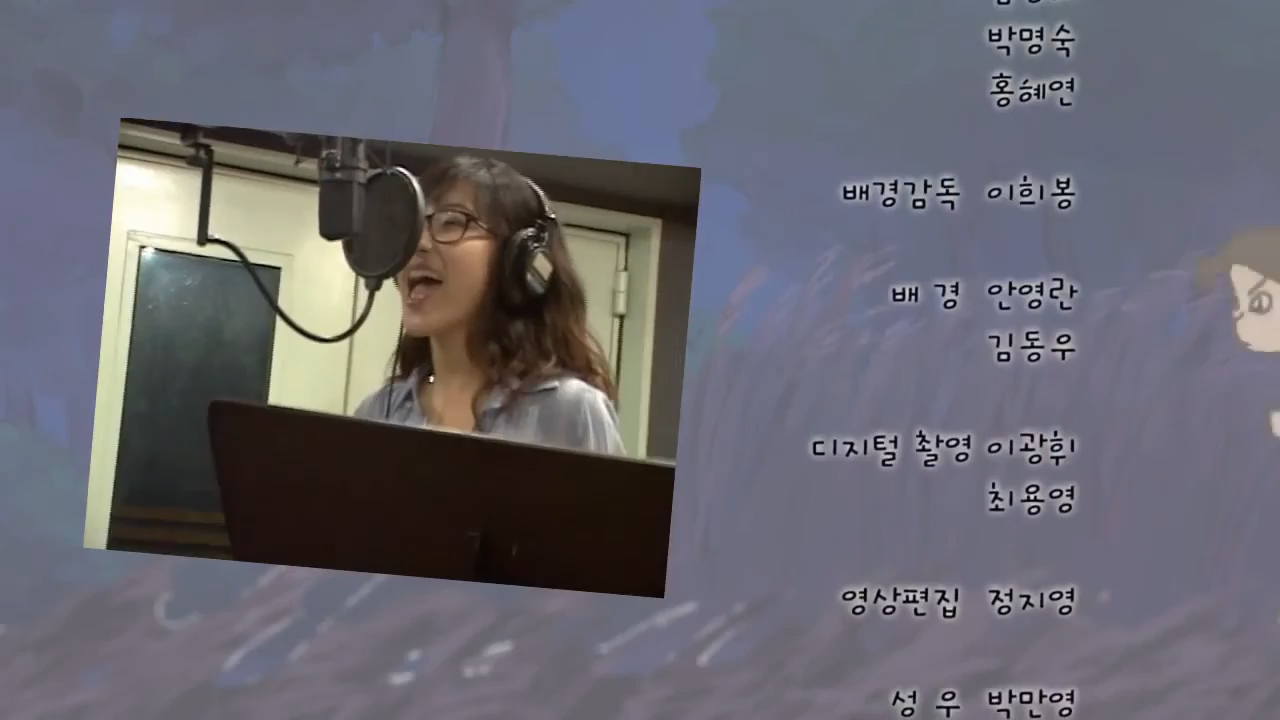 박명숙
홍혜연
배경감독 이희봉
배 경 안영란
김동우
디지털 촬영 이광휘
최용영
영상편집 정지영
성 우 박만영